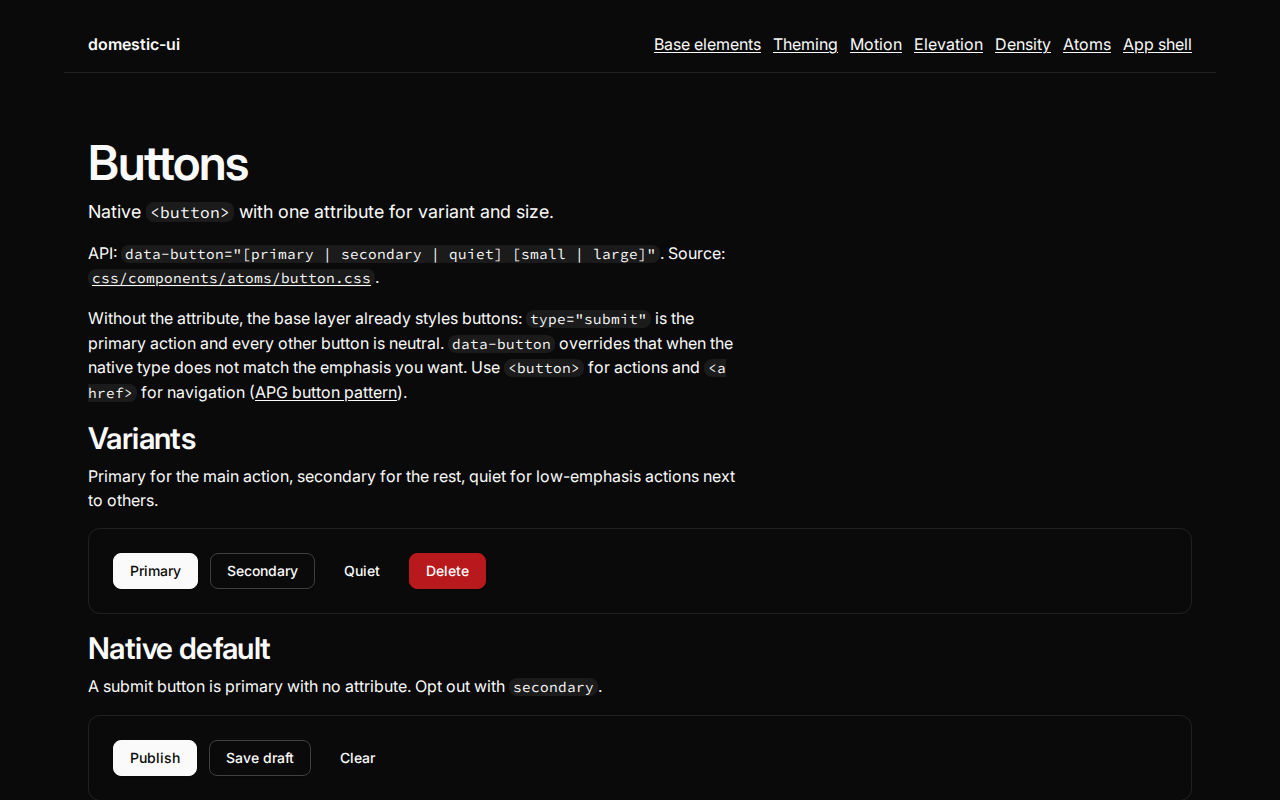 domestic-ui
Base elements Theming Motion Elevation Density Atoms App shell
Buttons
Native <button> with one attribute for variant and size.
API: data-button="[primary | secondary | quiet] [small | large]". Source:
css/components/atoms/button.css.
Without the attribute, the base layer already styles buttons: type="submit" is the
primary action and every other button is neutral. data-button overrides that when the
native type does not match the emphasis you want. Use <button> for actions and <a
href> for navigation (APG button pattern).
Variants
Primary for the main action, secondary for the rest, quiet for low-emphasis actions next
to others.
Primary Secondary Quiet Delete
Native default
A submit button is primary with no attribute. Opt out with secondary.
Publish Save draft Clear